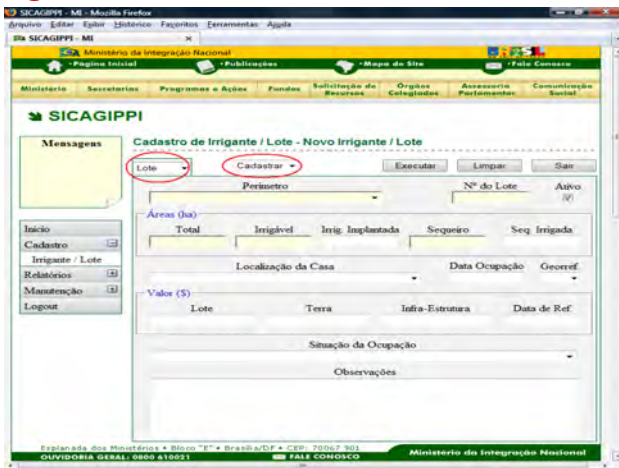 SICAGIPPI - MI - Mozilla Firefox
Arquivo Editar Exibir Histórico Favoritos Ferramentas Ajuda
SICAGIPPI - MI ×
Ministério da Integração Nacional
Página Inicial Publicações Mapa do Site Fale Conosco
Ministério Secretarias Programas e Ações Fundos Solicitação de Recursos Órgãos Colegiados Assessoria Parlamentar Comunicação Social
SICAGIPPI
Mensagens
Cadastro de Irrigante / Lote - Novo Irrigante / Lote
Lote Cadastrar Executar Limpar Sair
Perímetro Nº do Lote Ativo
Áreas (ha)
Total Irrigável Irrig. Implantada Sequeiro Seq. Irrigada
Localização da Casa Data Ocupação Georref.
Valor ($)
Lote Terra Infra-Estrutura Data de Ref.
Situação da Ocupação
Observações
Início
Cadastro
Irrigante / Lote
Relatórios
Manutenção
Logout
Esplanada dos Ministérios • Bloco "E" • Brasília/DF • CEP: 70067-901
OUVIDORIA GERAL: 0800 610021 FALE CONOSCO Ministério da Integração Nacional